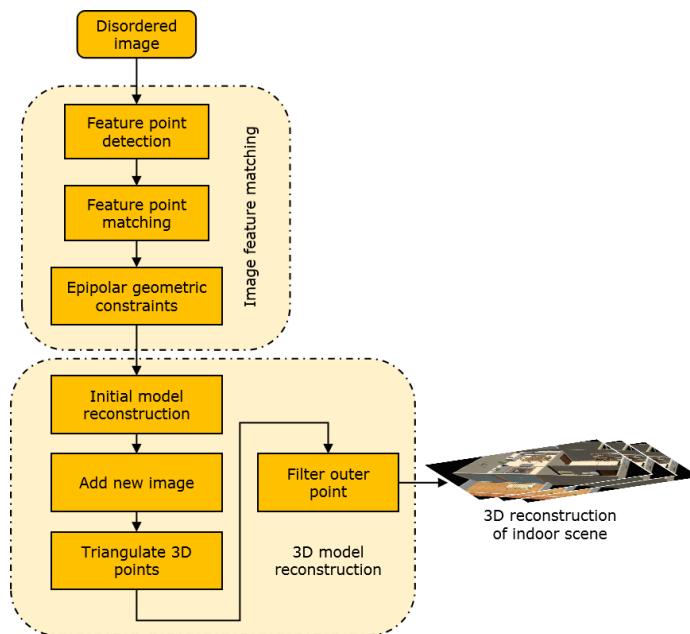 Disordered
image
Feature point
detection
Feature point
matching
Epipolar geometric
constraints
Image feature matching
Initial model
reconstruction
Add new image
Triangulate 3D
points
Filter outer
point
3D model
reconstruction
3D reconstruction
of indoor scene